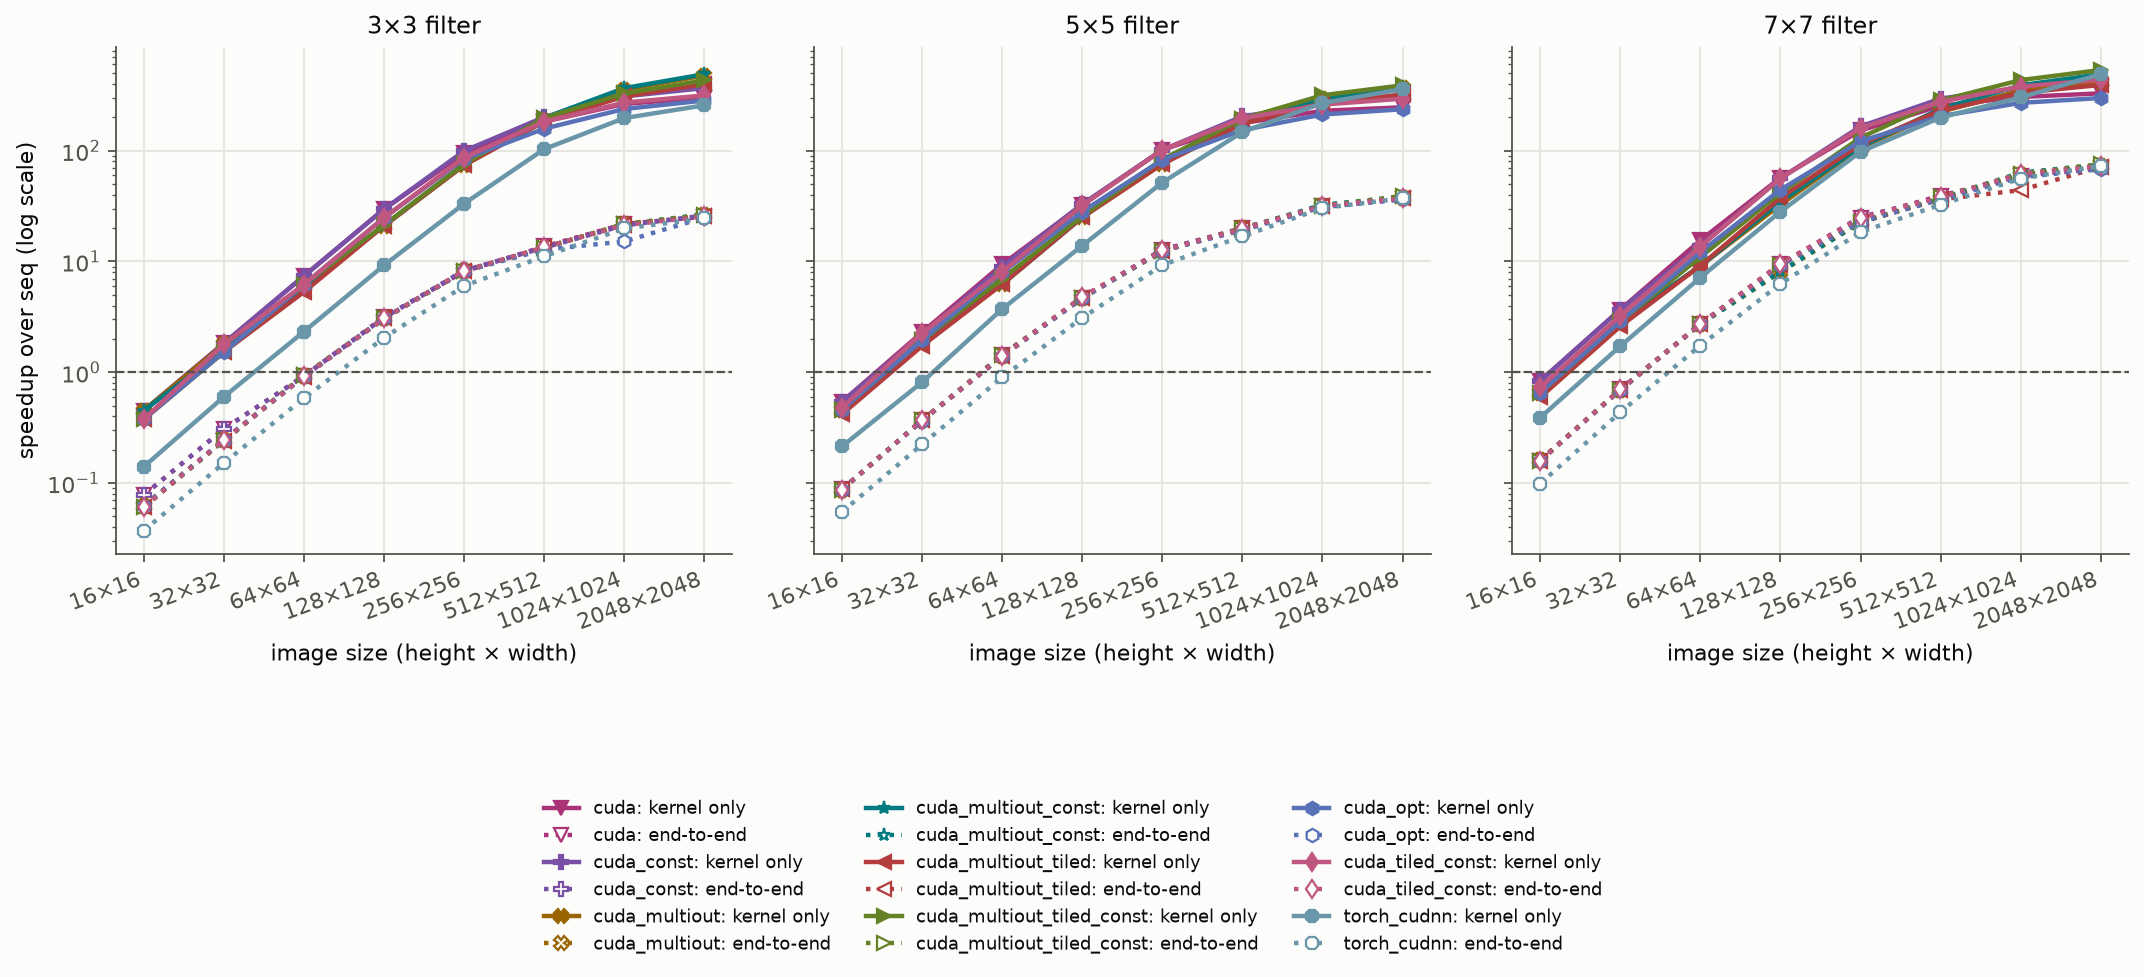 3×3 filter
5×5 filter
7×7 filter
speedup over seq (log scale)
10²
10¹
10⁰
10⁻¹
16×16
32×32
64×64
128×128
256×256
512×512
1024×1024
2048×2048
16×16
32×32
64×64
128×128
256×256
512×512
1024×1024
2048×2048
16×16
32×32
64×64
128×128
256×256
512×512
1024×1024
2048×2048
image size (height × width)
image size (height × width)
image size (height × width)
cuda: kernel only
cuda: end-to-end
cuda_const: kernel only
cuda_const: end-to-end
cuda_multiout: kernel only
cuda_multiout: end-to-end
cuda_multiout_const: kernel only
cuda_multiout_const: end-to-end
cuda_multiout_tiled: kernel only
cuda_multiout_tiled: end-to-end
cuda_multiout_tiled_const: kernel only
cuda_multiout_tiled_const: end-to-end
cuda_opt: kernel only
cuda_opt: end-to-end
cuda_tiled_const: kernel only
cuda_tiled_const: end-to-end
torch_cudnn: kernel only
torch_cudnn: end-to-end